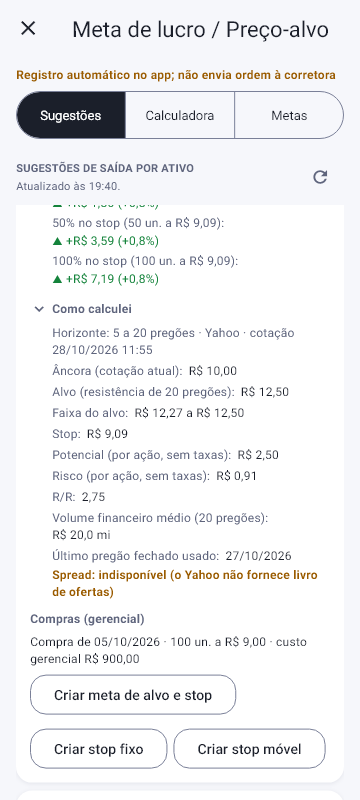 Meta de lucro / Preço-alvo
Registro automático no app; não envia ordem à corretora
Sugestões
Calculadora
Metas
SUGESTÕES DE SAÍDA POR ATIVO
Atualizado às 19:40.
50% no stop (50 un. a R$ 9,09):
▲ +R$ 3,59 (+0,8%)
100% no stop (100 un. a R$ 9,09):
▲ +R$ 7,19 (+0,8%)
Como calculei
Horizonte: 5 a 20 pregões · Yahoo · cotação
28/10/2026 11:55
Âncora (cotação atual): R$ 10,00
Alvo (resistência de 20 pregões): R$ 12,50
Faixa do alvo: R$ 12,27 a R$ 12,50
Stop: R$ 9,09
Potencial (por ação, sem taxas): R$ 2,50
Risco (por ação, sem taxas): R$ 0,91
R/R: 2,75
Volume financeiro médio (20 pregões):
R$ 20,0 mi
Último pregão fechado usado: 27/10/2026
Spread: indisponível (o Yahoo não fornece livro
de ofertas)
Compras (gerencial)
Compra de 05/10/2026 · 100 un. a R$ 9,00 · custo
gerencial R$ 900,00
Criar meta de alvo e stop
Criar stop fixo
Criar stop móvel